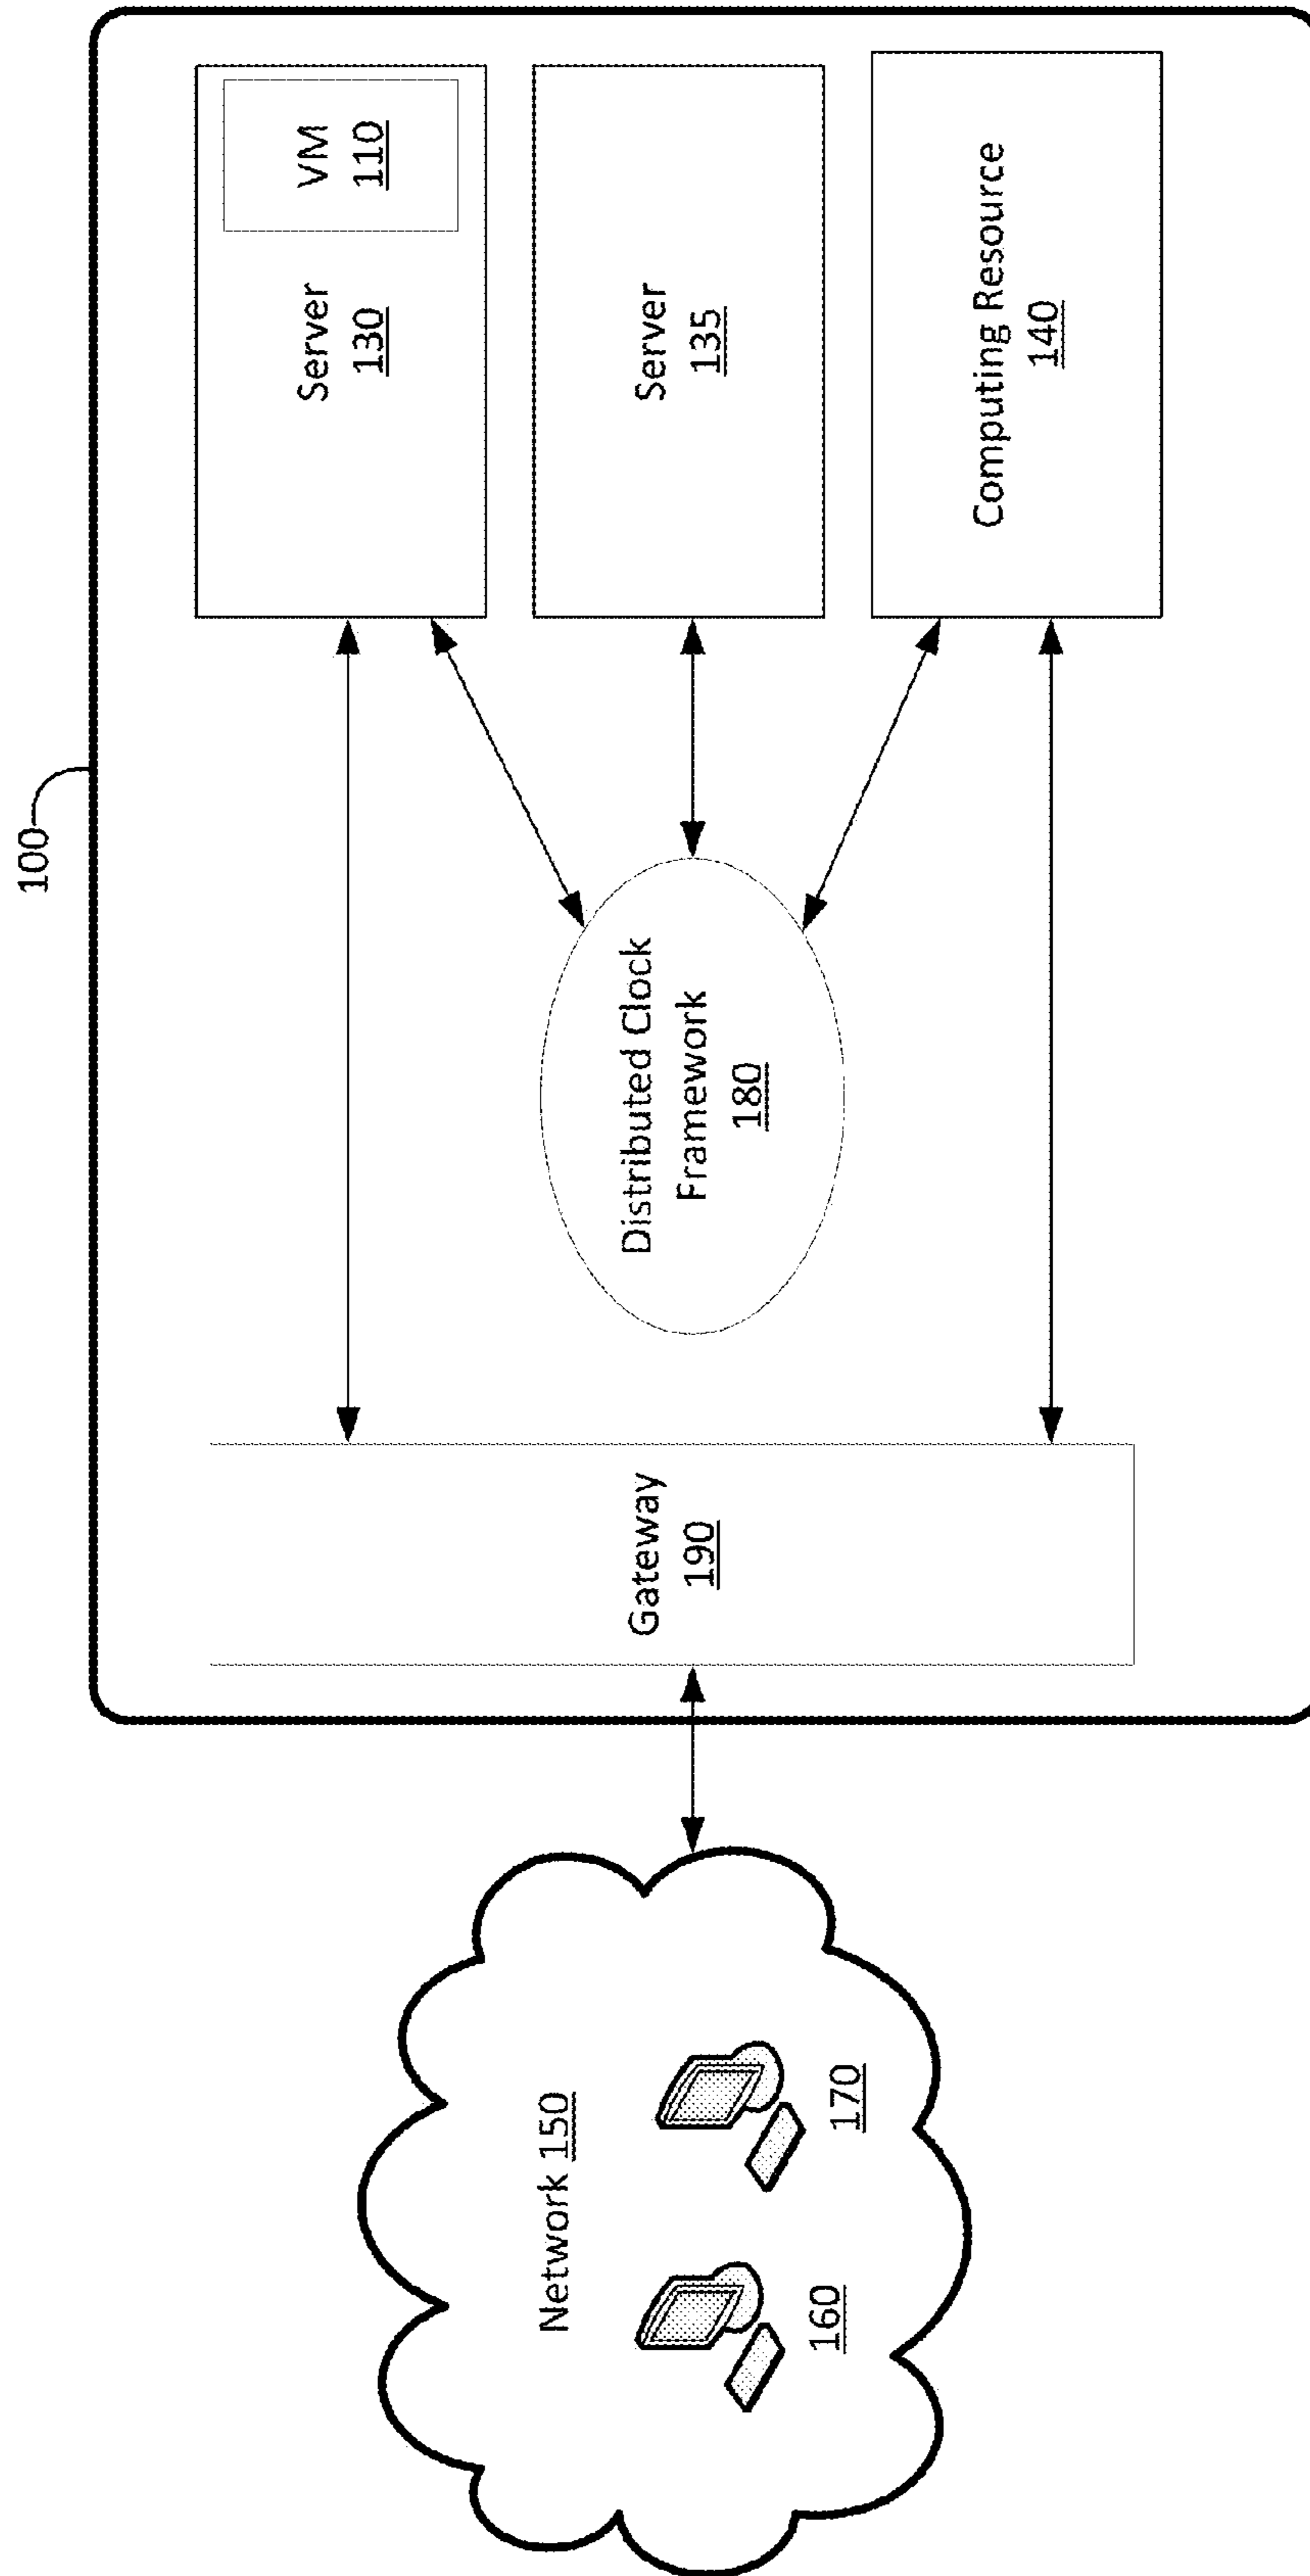 100
Network 150
160
170
Gateway
190
Distributed Clock
Framework
180
Server
130
VM
110
Server
135
Computing Resource
140